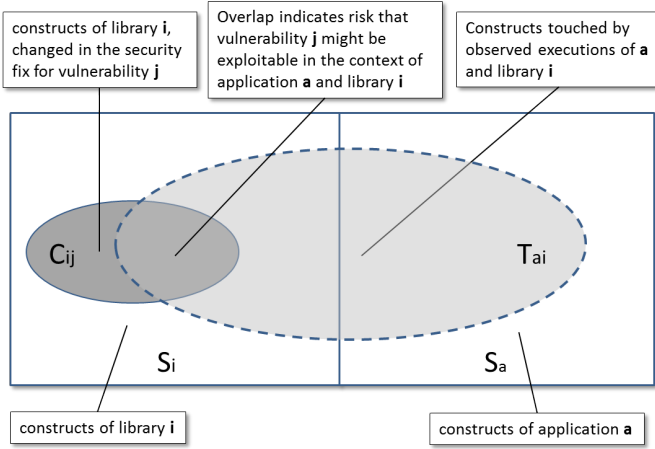 constructs of library i,
changed in the security
fix for vulnerability j
Overlap indicates risk that
vulnerability j might be
exploitable in the context of
application a and library i
Constructs touched by
observed executions of a
and library i
Cij
Tai
Si
Sa
constructs of library i
constructs of application a